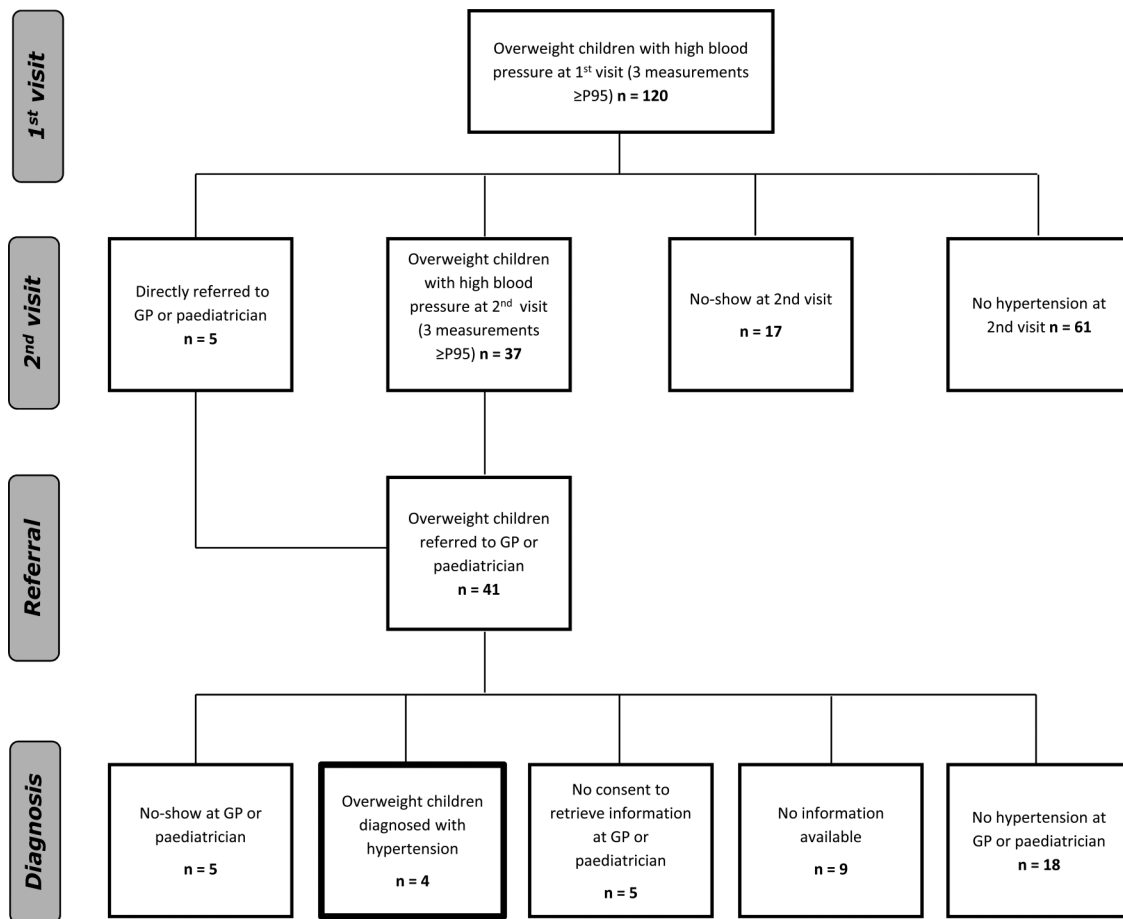 1st visit
Overweight children with high blood
pressure at 1st visit (3 measurements
≥P95) n = 120
2nd visit
Directly referred to
GP or paediatrician
n = 5
Overweight children
with high blood
pressure at 2nd visit
(3 measurements
≥P95) n = 37
No-show at 2nd visit
n = 17
No hypertension at
2nd visit n = 61
Referral
Overweight children
referred to GP or
paediatrician
n = 41
Diagnosis
No-show at GP or
paediatrician
n = 5
Overweight children
diagnosed with
hypertension
n = 4
No consent to
retrieve information
at GP or
paediatrician
n = 5
No information
available
n = 9
No hypertension at
GP or paediatrician
n = 18